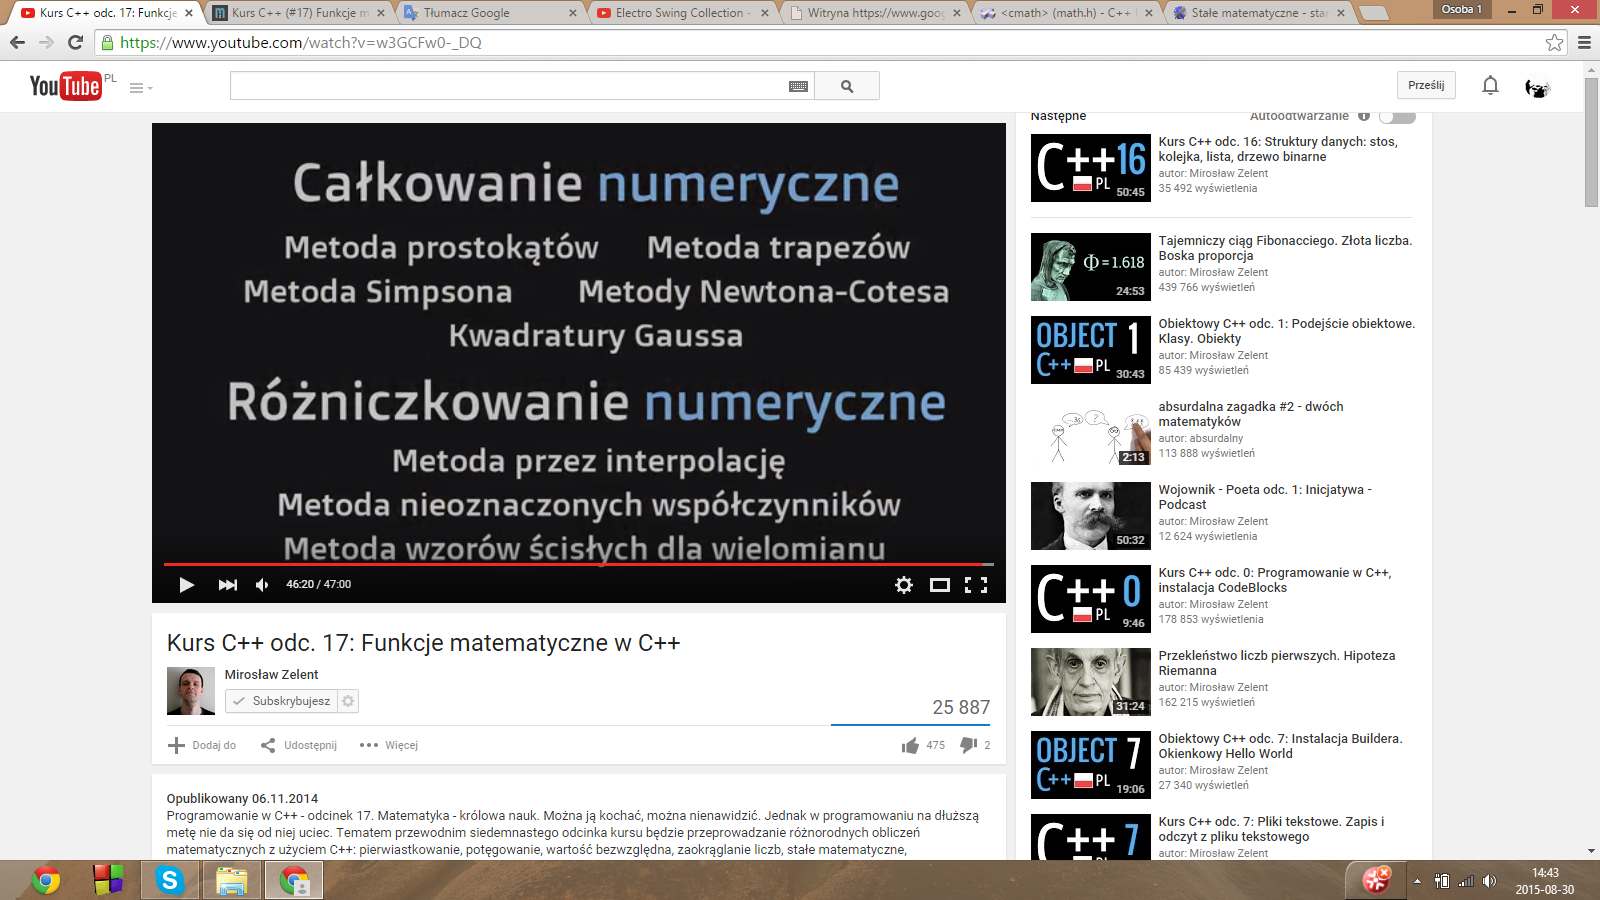 Kurs C++ odc. 17: Funkcje
Kurs C++ (#17) Funkcje m
Tłumacz Google
Electro Swing Collection -
Witryna https://www.goog
<cmath> (math.h) - C++
Stałe matematyczne - sta
Osoba 1
https://www.youtube.com/watch?v=w3GCFw0-_DQ
YouTube PL
Prześlij
Całkowanie numeryczne
Metoda prostokątów Metoda trapezów
Metoda Simpsona Metody Newtona-Cotesa
Kwadratury Gaussa
Różniczkowanie numeryczne
Metoda przez interpolację
Metoda nieoznaczonych współczynników
Metoda wzorów ścisłych dla wielomianu
46:20 / 47:00
Kurs C++ odc. 17: Funkcje matematyczne w C++
Mirosław Zelent
Subskrybujesz
25 887
Dodaj do Udostępnij Więcej
475 2
Opublikowany 06.11.2014
Programowanie w C++ - odcinek 17. Matematyka - królowa nauk. Można ją kochać, można nienawidzić. Jednak w programowaniu na dłuższą
metę nie da się od niej uciec. Tematem przewodnim siedemnastego odcinka kursu będzie przeprowadzanie różnorodnych obliczeń
matematycznych z użyciem C++: pierwiastkowanie, potęgowanie, wartość bezwzględna, zaokrąglanie liczb, stałe matematyczne,
Następne
Autoodtwarzanie
C++16
PL
50:45
Kurs C++ odc. 16: Struktury danych: stos,
kolejka, lista, drzewo binarne
autor: Mirosław Zelent
35 492 wyświetlenia
Φ=1.618
24:53
Tajemniczy ciąg Fibonacciego. Złota liczba.
Boska proporcja
autor: Mirosław Zelent
439 766 wyświetleń
OBJECT 1
C++ PL
30:43
Obiektowy C++ odc. 1: Podejście obiektowe.
Klasy. Obiekty
autor: Mirosław Zelent
85 439 wyświetleń
?
2:13
absurdalna zagadka #2 - dwóch
matematyków
autor: absurdalny
113 888 wyświetleń
50:32
Wojownik - Poeta odc. 1: Inicjatywa -
Podcast
autor: Mirosław Zelent
12 624 wyświetlenia
C++ 0
PL
9:46
Kurs C++ odc. 0: Programowanie w C++,
instalacja CodeBlocks
autor: Mirosław Zelent
178 853 wyświetlenia
31:24
Przekleństwo liczb pierwszych. Hipoteza
Riemanna
autor: Mirosław Zelent
162 215 wyświetleń
OBJECT 7
C++ PL
19:06
Obiektowy C++ odc. 7: Instalacja Buildera.
Okienkowy Hello World
autor: Mirosław Zelent
27 340 wyświetleń
C++ 7
Kurs C++ odc. 7: Pliki tekstowe. Zapis i
odczyt z pliku tekstowego
autor: Mirosław Zelent
14:43
2015-08-30